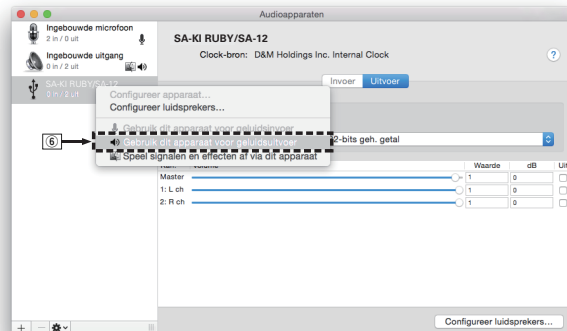 Audioapparaten
Ingebouwde microfoon
2 in / 0 uit
Ingebouwde uitgang
0 in / 2 uit
SA-KI RUBY/SA-12
0 in / 2 uit
SA-KI RUBY/SA-12
Clock-bron: D&M Holdings Inc. Internal Clock
?
Invoer
Uitvoer
Configureer apparaat...
Configureer luidsprekers...
Gebruik dit apparaat voor geluidsinvoer
⑥
Gebruik dit apparaat voor geluidsuitvoer
Speel signalen en effecten af via dit apparaat
2-bits geh. getal
Volume
Waarde
dB
Uit
Master
1
0
1: L ch
1
0
2: R ch
1
0
Configureer luidsprekers...